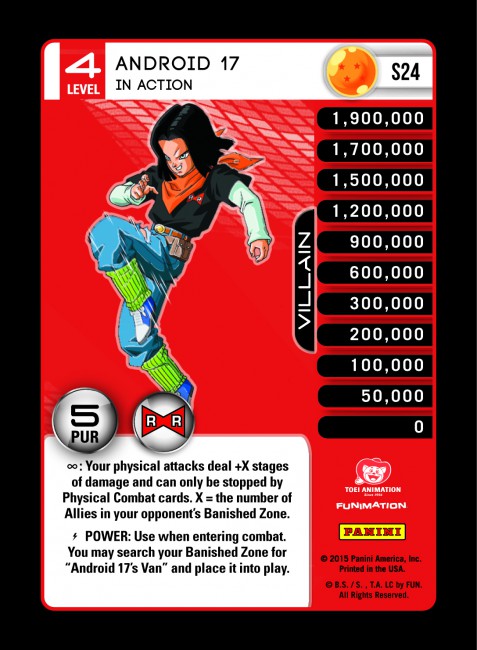 4
LEVEL
ANDROID 17
IN ACTION
S24
1,900,000
1,700,000
1,500,000
1,200,000
900,000
600,000
300,000
200,000
100,000
50,000
0
VILLAIN
5
PUR
R R
∞: Your physical attacks deal +X stages
of damage and can only be stopped by
Physical Combat cards. X = the number of
Allies in your opponent's Banished Zone.
⚡ POWER: Use when entering combat.
You may search your Banished Zone for
“Android 17's Van” and place it into play.
TOEI ANIMATION
Since 1956
FUNIMATION
PANINI
© 2015 Panini America, Inc.
Printed in the USA.
© B.S. / S. , T.A. LC by FUN.
All Rights Reserved.